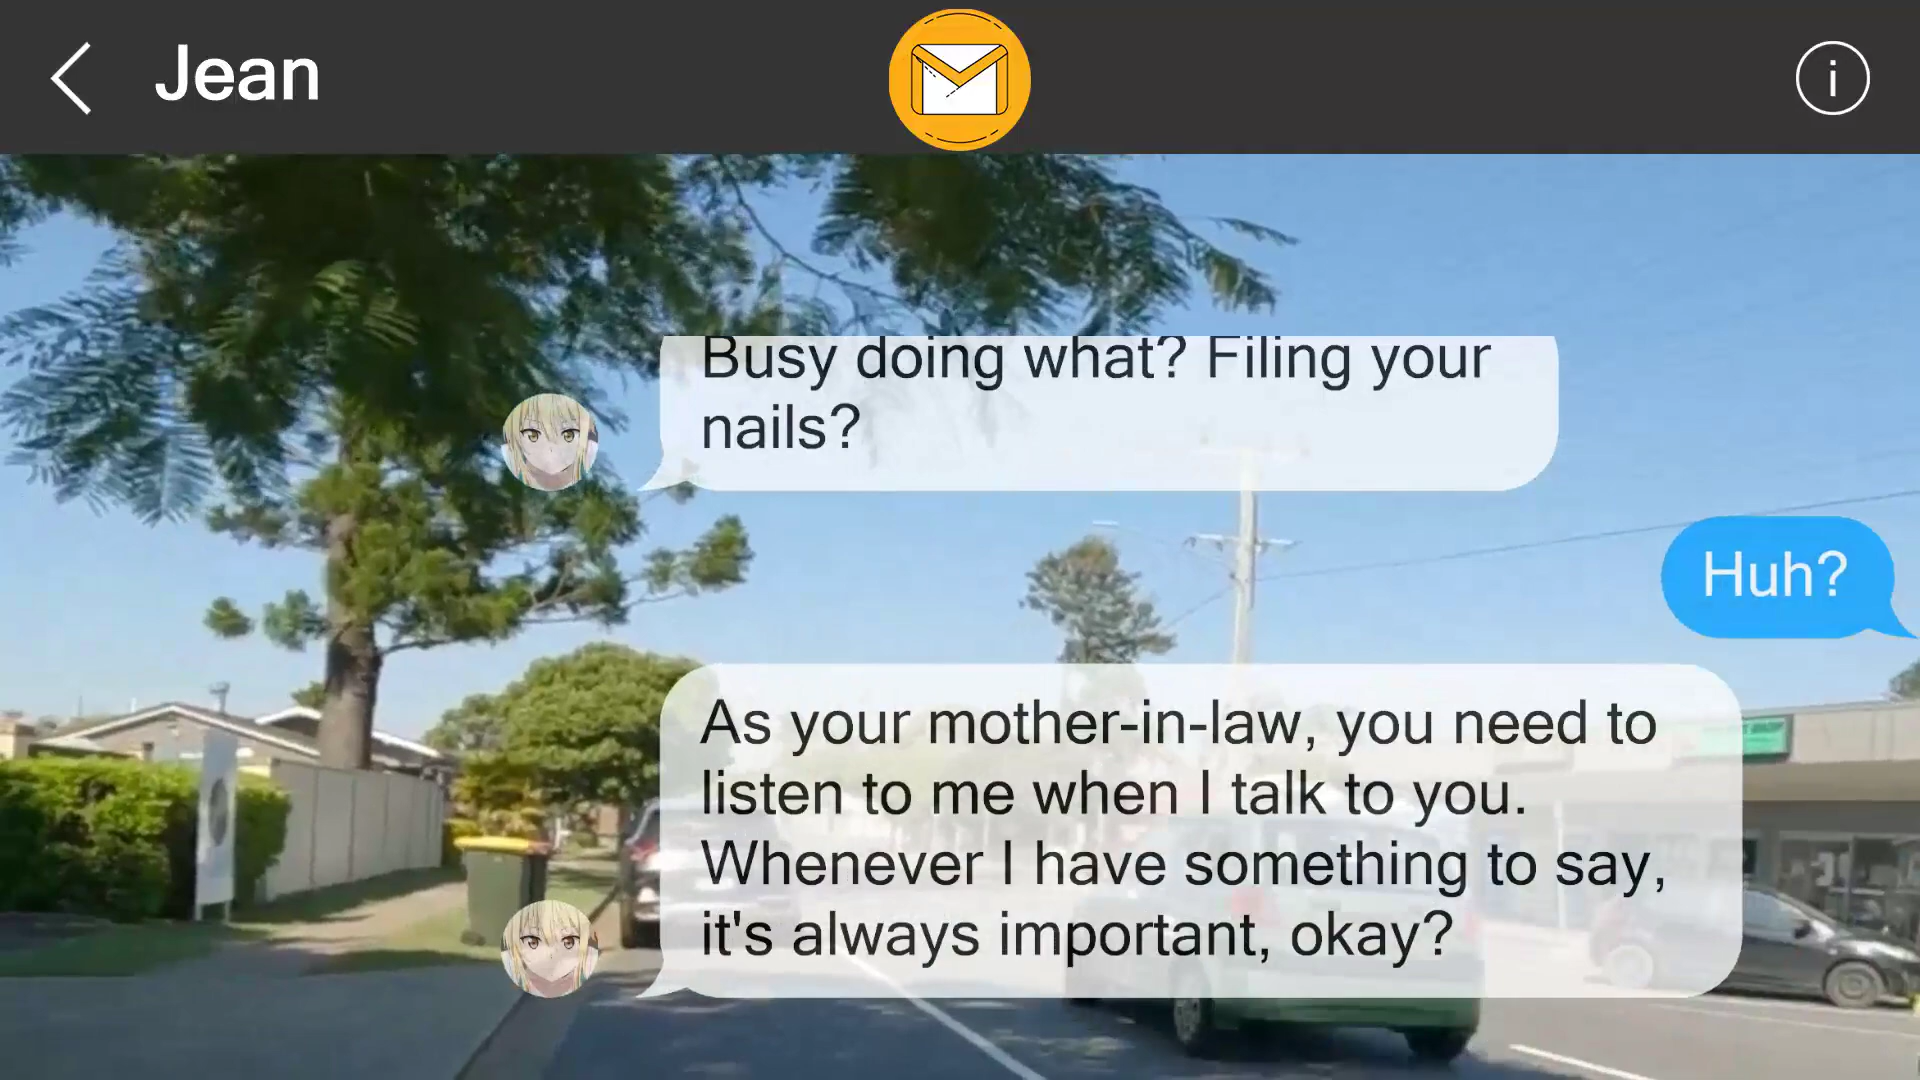 Jean
Busy doing what? Filing your
nails?
Huh?
As your mother-in-law, you need to
listen to me when I talk to you.
Whenever I have something to say,
it's always important, okay?